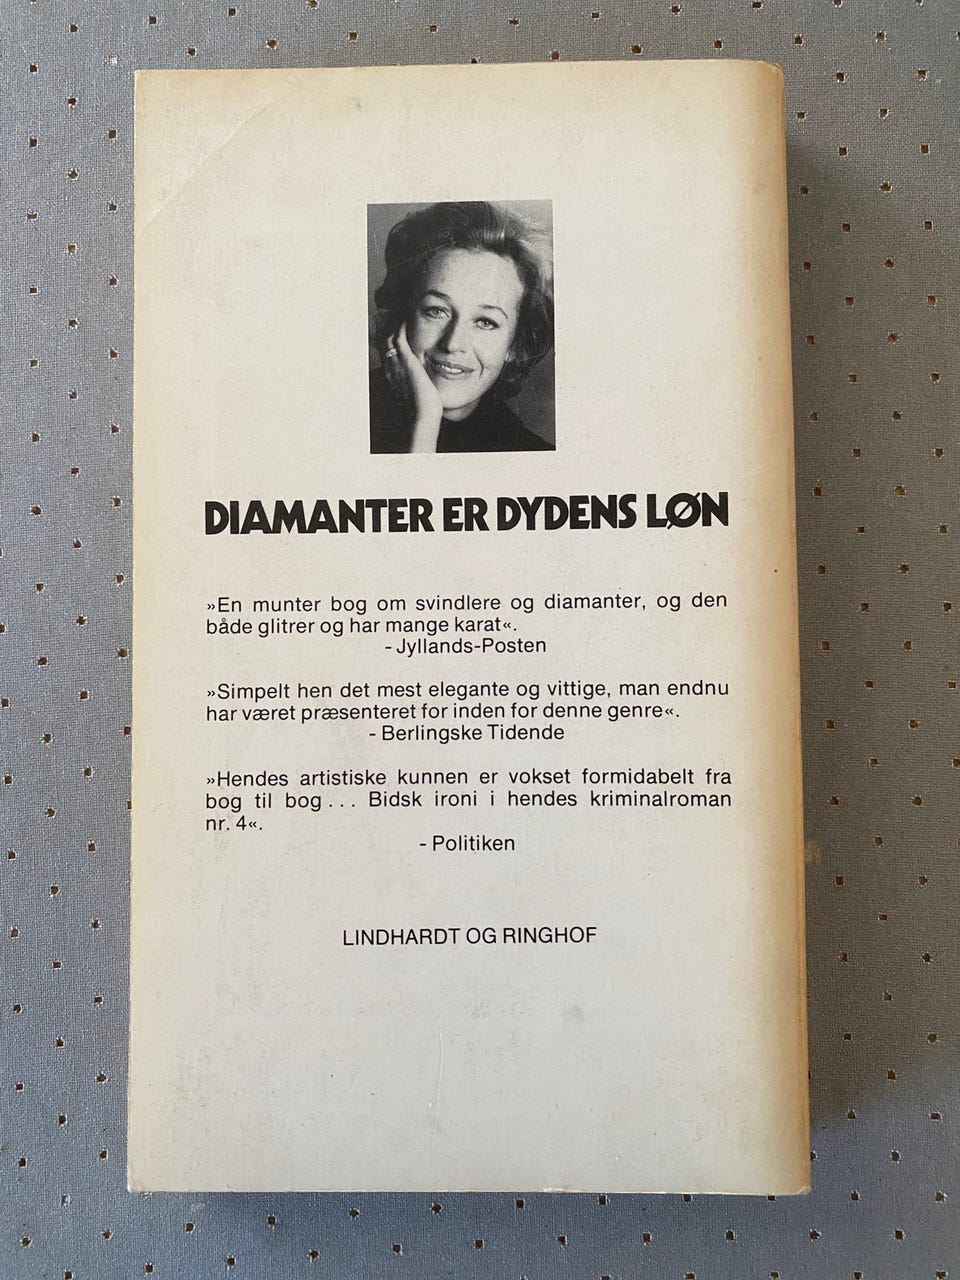 DIAMANTER ER DYDENS LØN
»En munter bog om svindlere og diamanter, og den
både glitrer og har mange karat«.
- Jyllands-Posten
»Simpelt hen det mest elegante og vittige, man endnu
har været præsenteret for inden for denne genre«.
- Berlingske Tidende
»Hendes artistiske kunnen er vokset formidabelt fra
bog til bog ... Bidsk ironi i hendes kriminalroman
nr. 4«.
- Politiken
LINDHARDT OG RINGHOF